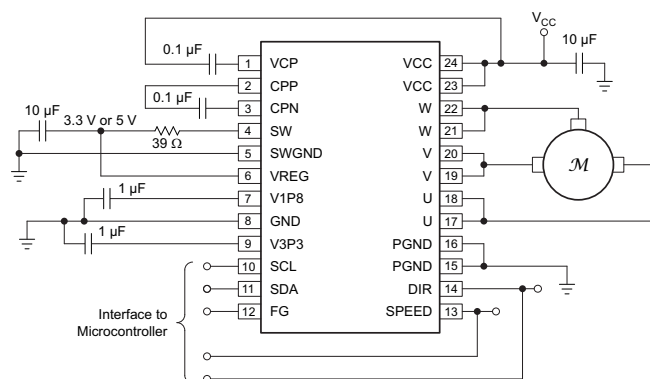 VCC
0.1 µF
10 µF
1 VCP VCC 24
2 CPP VCC 23
0.1 µF
3 CPN W 22
10 µF
3.3 V or 5 V
39 Ω
4 SW W 21
5 SWGND V 20
M
6 VREG V 19
1 µF
7 V1P8 U 18
8 GND U 17
1 µF
9 V3P3 PGND 16
10 SCL PGND 15
11 SDA DIR 14
12 FG SPEED 13
Interface to
Microcontroller